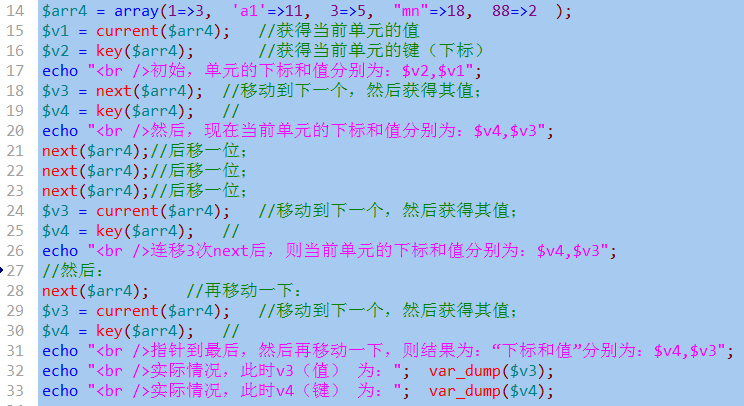 14 $arr4 = array(1=>3,  'a1'=>11,  3=>5,  "mn"=>18,  88=>2  );
15 $v1 = current($arr4);   //获得当前单元的值
16 $v2 = key($arr4);       //获得当前单元的键（下标）
17 echo "<br />初始，单元的下标和值分别为：$v2,$v1";
18 $v3 = next($arr4);  //移动到下一个，然后获得其值；
19 $v4 = key($arr4);   //
20 echo "<br />然后，现在当前单元的下标和值分别为：$v4,$v3";
21 next($arr4);//后移一位；
22 next($arr4);//后移一位；
23 next($arr4);//后移一位；
24 $v3 = current($arr4);   //移动到下一个，然后获得其值；
25 $v4 = key($arr4);   //
26 echo "<br />连移3次next后，则当前单元的下标和值分别为：$v4,$v3";
27 //然后：
28 next($arr4);    //再移动一下：
29 $v3 = current($arr4);   //移动到下一个，然后获得其值；
30 $v4 = key($arr4);   //
31 echo "<br />指针到最后，然后再移动一下，则结果为：“下标和值”分别为：$v4,$v3";
32 echo "<br />实际情况，此时v3（值） 为：";  var_dump($v3);
33 echo "<br />实际情况，此时v4（键） 为：";  var_dump($v4);